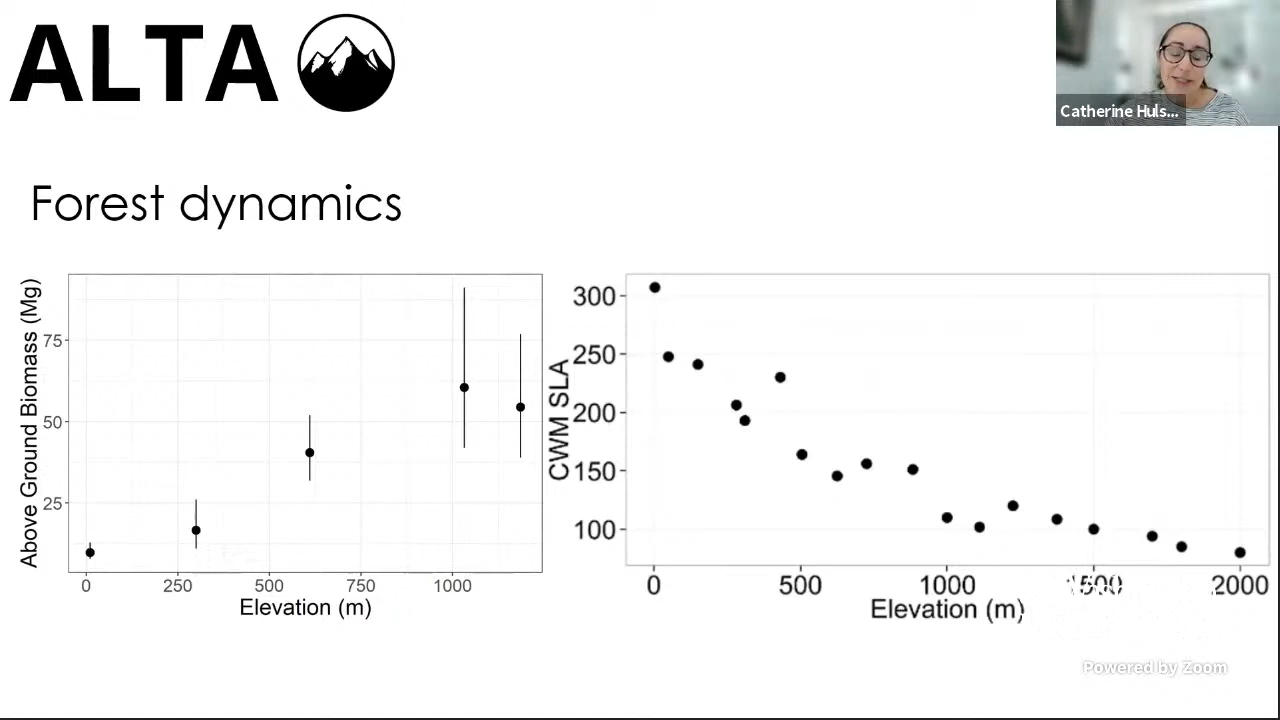 ALTA
Catherine Huls...
Forest dynamics
Above Ground Biomass (Mg)
75
50
25
0 250 500 750 1000
Elevation (m)
CWM SLA
300
250
200
150
100
0 500 1000 1500 2000
Elevation (m)
Powered by Zoom